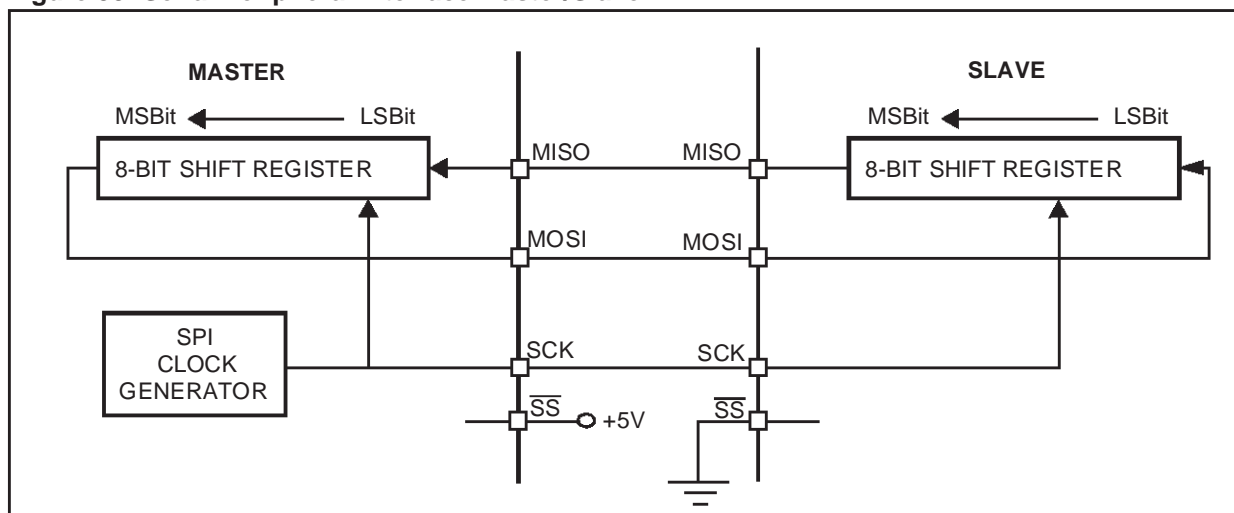 MASTER
SLAVE
MSBit LSBit
MSBit LSBit
8-BIT SHIFT REGISTER
MISO
MISO
8-BIT SHIFT REGISTER
MOSI
MOSI
SPI
CLOCK
GENERATOR
SCK
SCK
SS
+5V
SS